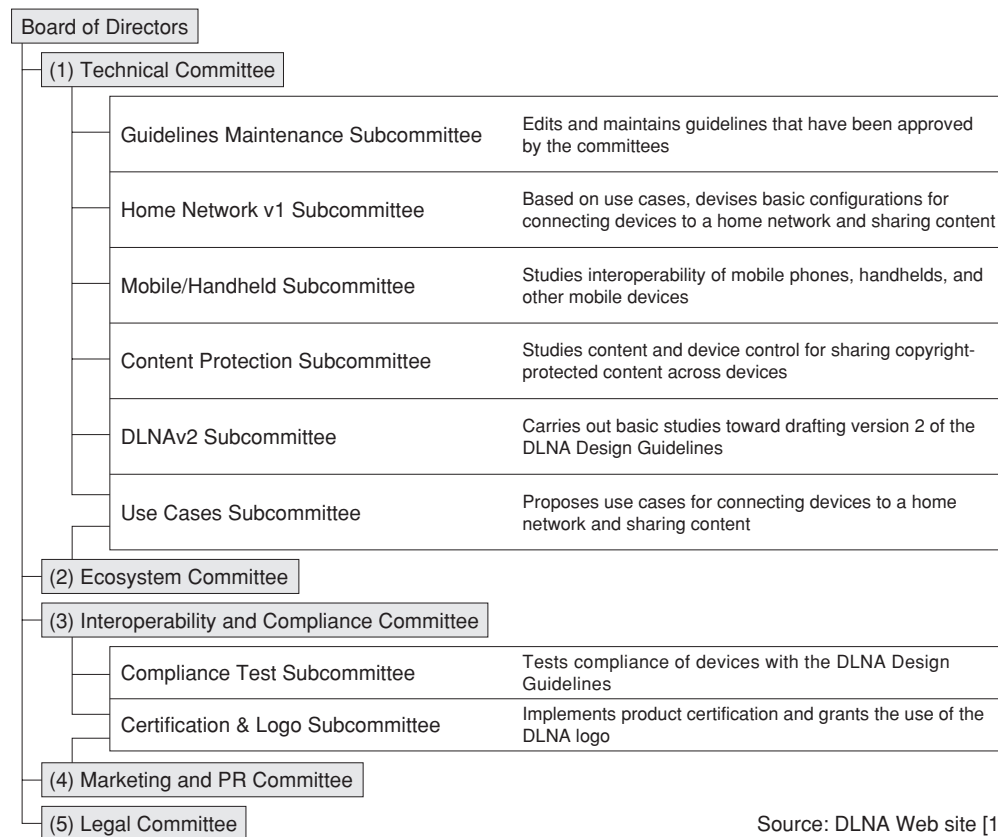 Board of Directors
(1) Technical Committee
Guidelines Maintenance Subcommittee
Edits and maintains guidelines that have been approved
by the committees
Home Network v1 Subcommittee
Based on use cases, devises basic configurations for
connecting devices to a home network and sharing content
Mobile/Handheld Subcommittee
Studies interoperability of mobile phones, handhelds, and
other mobile devices
Content Protection Subcommittee
Studies content and device control for sharing copyright-
protected content across devices
DLNAv2 Subcommittee
Carries out basic studies toward drafting version 2 of the
DLNA Design Guidelines
Use Cases Subcommittee
Proposes use cases for connecting devices to a home
network and sharing content
(2) Ecosystem Committee
(3) Interoperability and Compliance Committee
Compliance Test Subcommittee
Tests compliance of devices with the DLNA Design
Guidelines
Certification & Logo Subcommittee
Implements product certification and grants the use of the
DLNA logo
(4) Marketing and PR Committee
(5) Legal Committee
Source: DLNA Web site [1